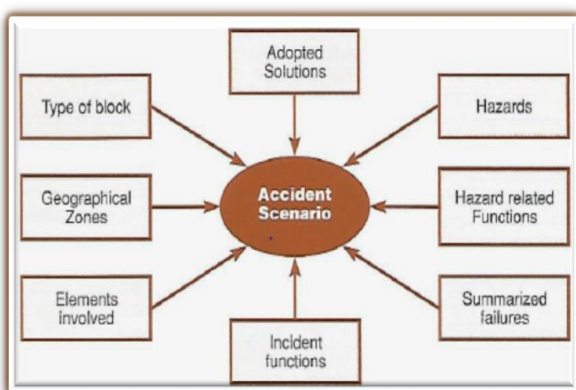 Adopted
Solutions
Type of block
Hazards
Geographical
Zones
Accident
Scenario
Hazard related
Functions
Elements
involved
Incident
functions
Summarized
failures